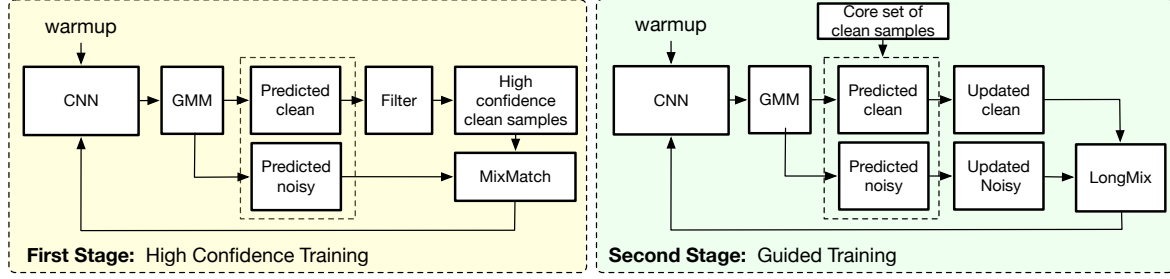 warmup
CNN
GMM
Predicted
clean
Filter
High
confidence
clean samples
Predicted
noisy
MixMatch
First Stage: High Confidence Training
Core set of
clean samples
warmup
CNN
GMM
Predicted
clean
Updated
clean
Predicted
noisy
Updated
Noisy
LongMix
Second Stage: Guided Training